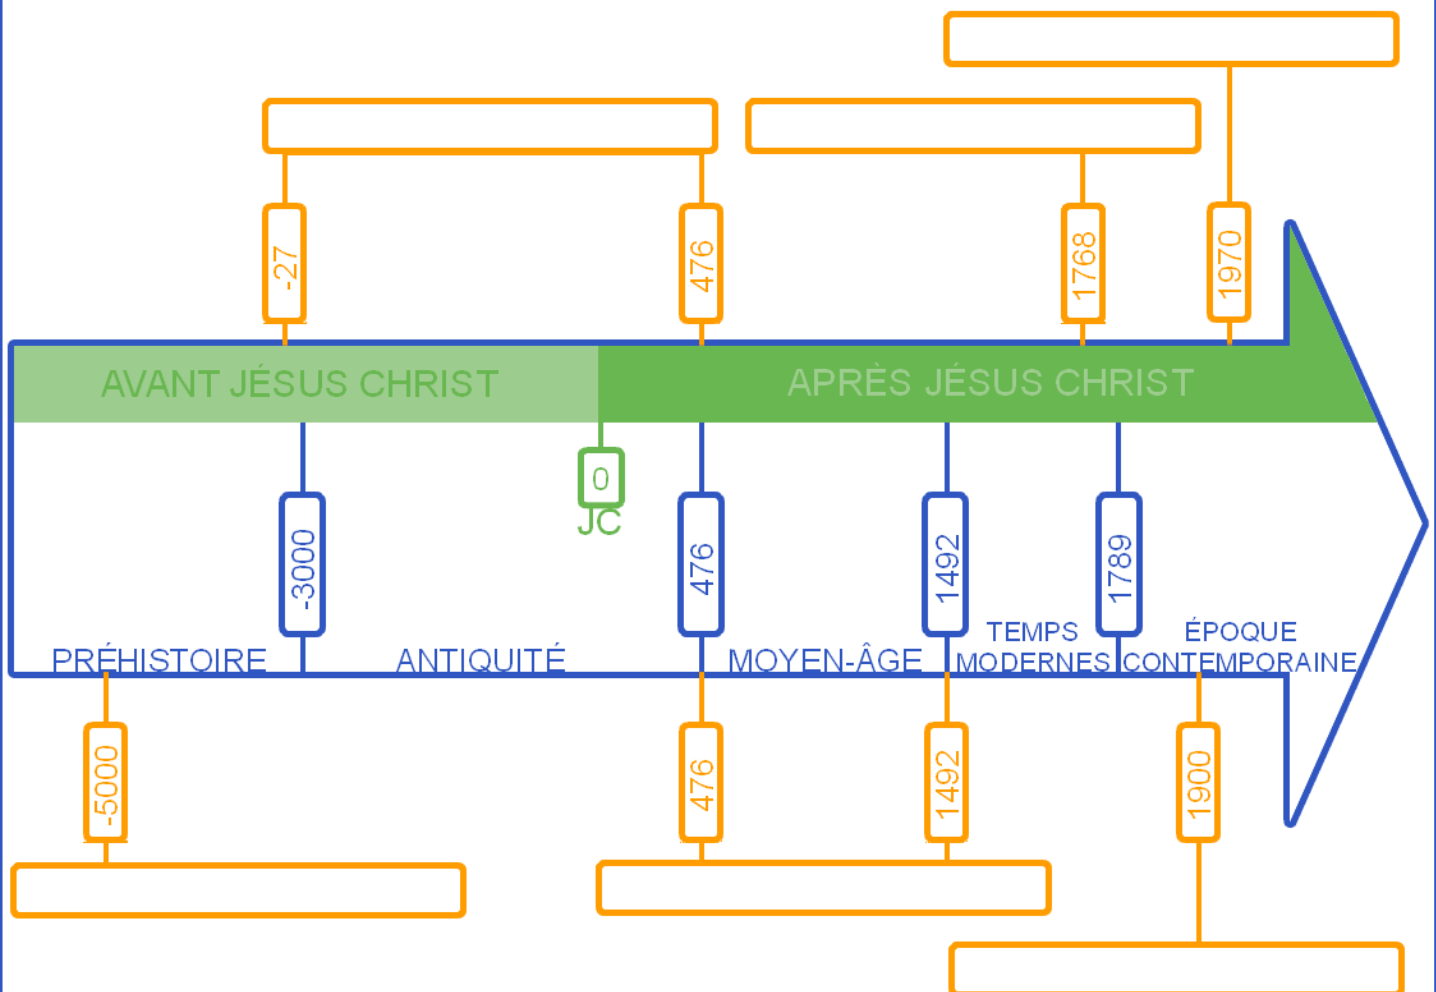 -27
476
1768
1970
AVANT JÉSUS CHRIST
APRÈS JÉSUS CHRIST
0
JC
-3000
476
1492
1789
PRÉHISTOIRE
ANTIQUITÉ
MOYEN-ÂGE
TEMPS
MODERNES
ÉPOQUE
CONTEMPORAINE
-5000
476
1492
1900